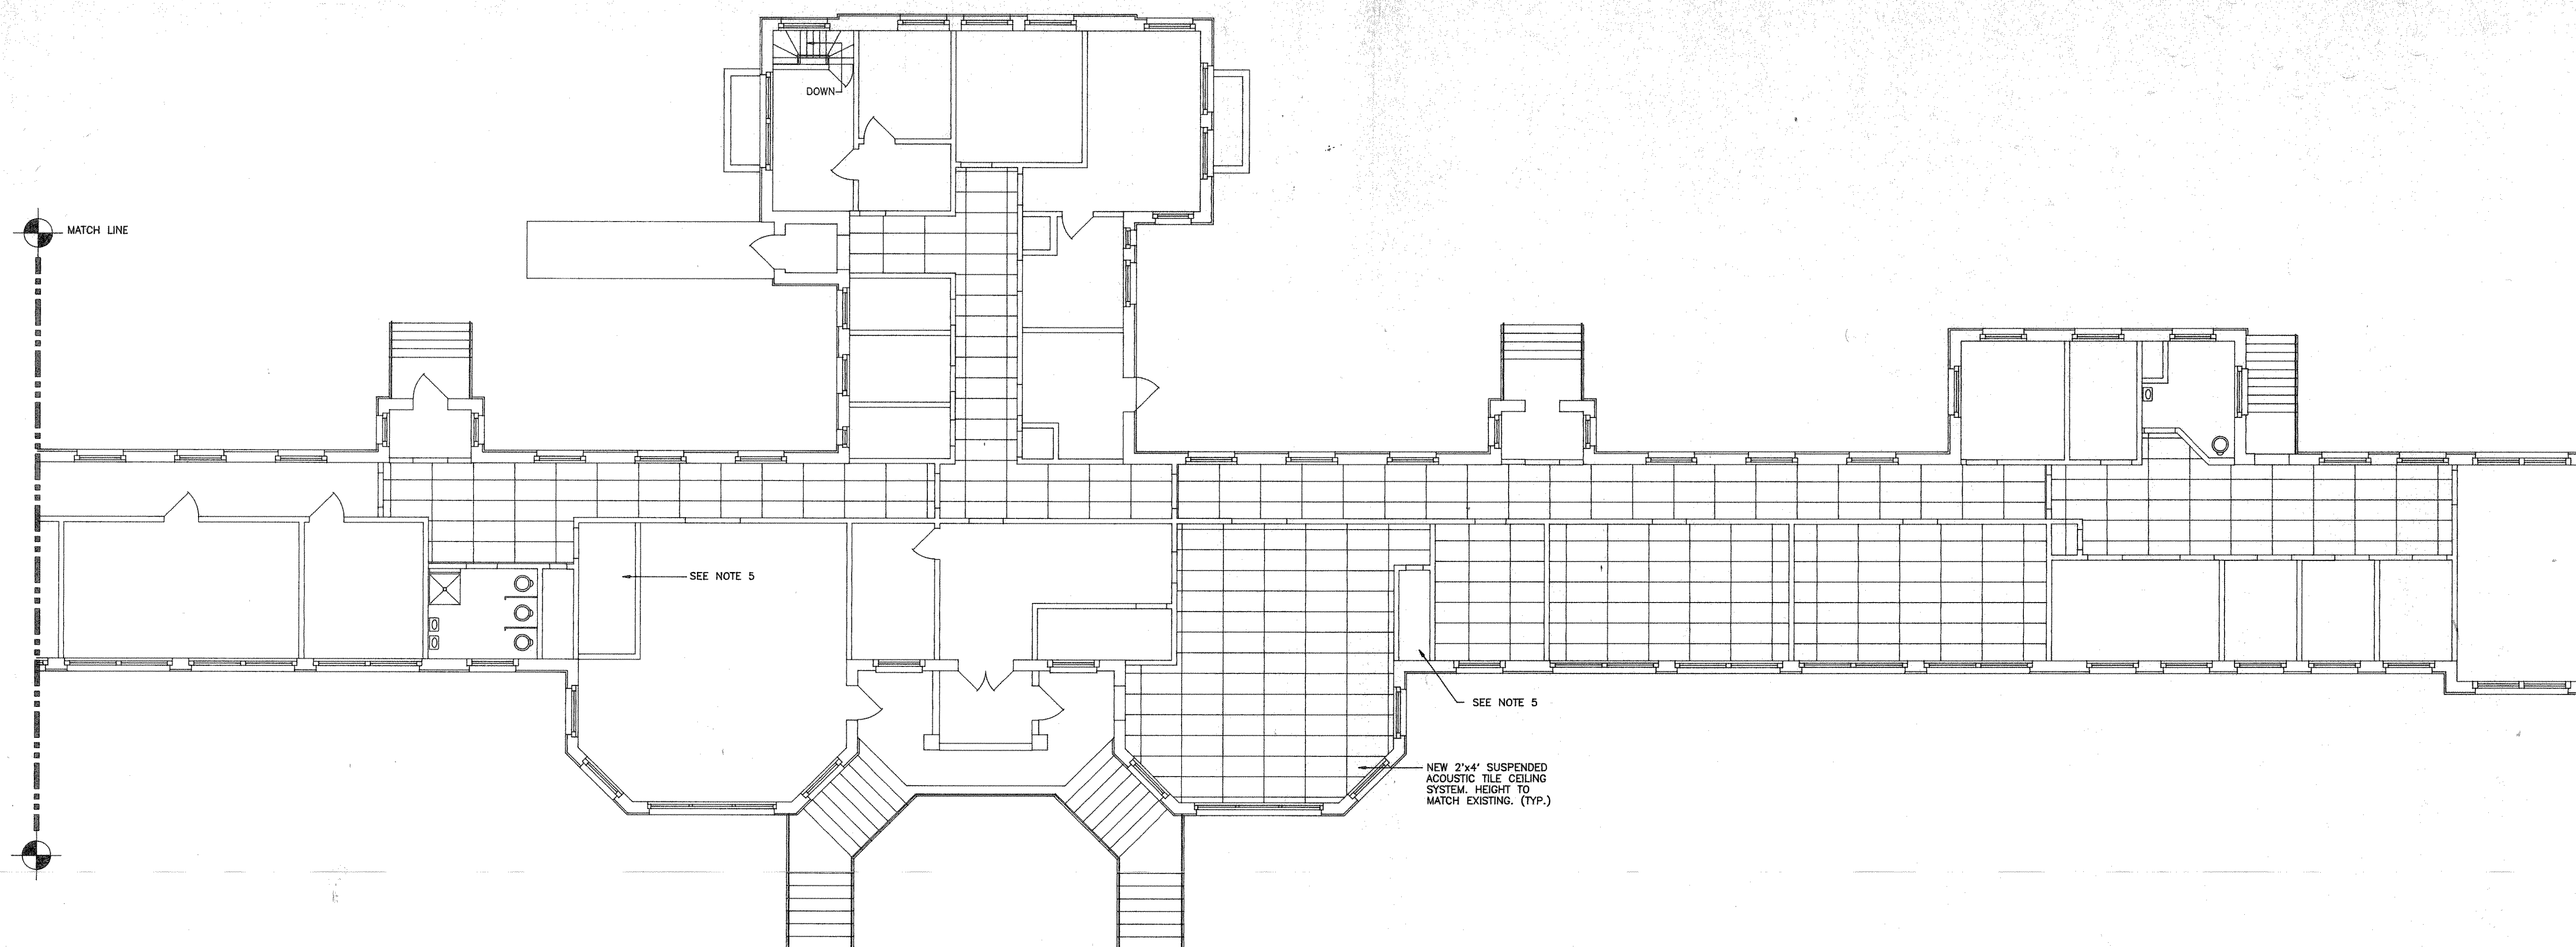 DOWN
MATCH LINE
SEE NOTE 5
SEE NOTE 5
NEW 2'x4' SUSPENDED
ACOUSTIC TILE CEILING
SYSTEM. HEIGHT TO
MATCH EXISTING. (TYP.)